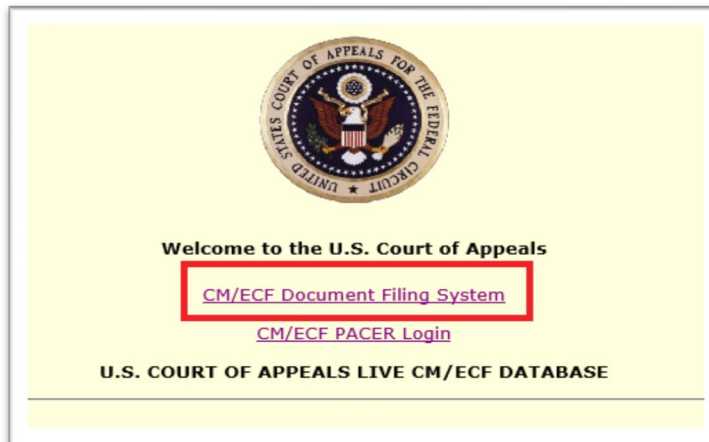 UNITED STATES COURT OF APPEALS FOR THE FEDERAL CIRCUIT
Welcome to the U.S. Court of Appeals
CM/ECF Document Filing System
CM/ECF PACER Login
U.S. COURT OF APPEALS LIVE CM/ECF DATABASE